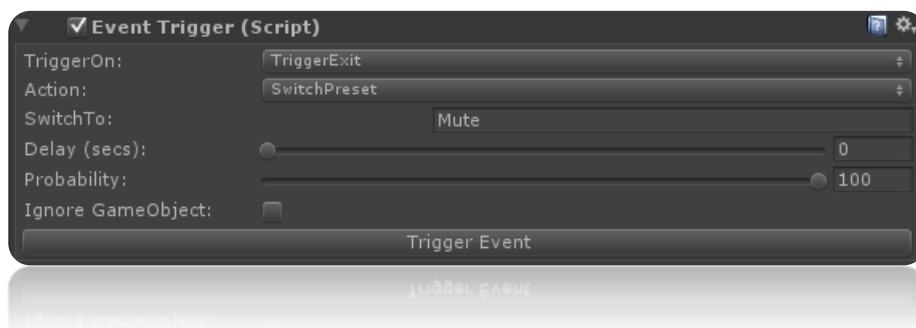 Event Trigger (Script)
TriggerOn: TriggerExit
Action: SwitchPreset
SwitchTo: Mute
Delay (secs): 0
Probability: 100
Ignore GameObject:
Trigger Event